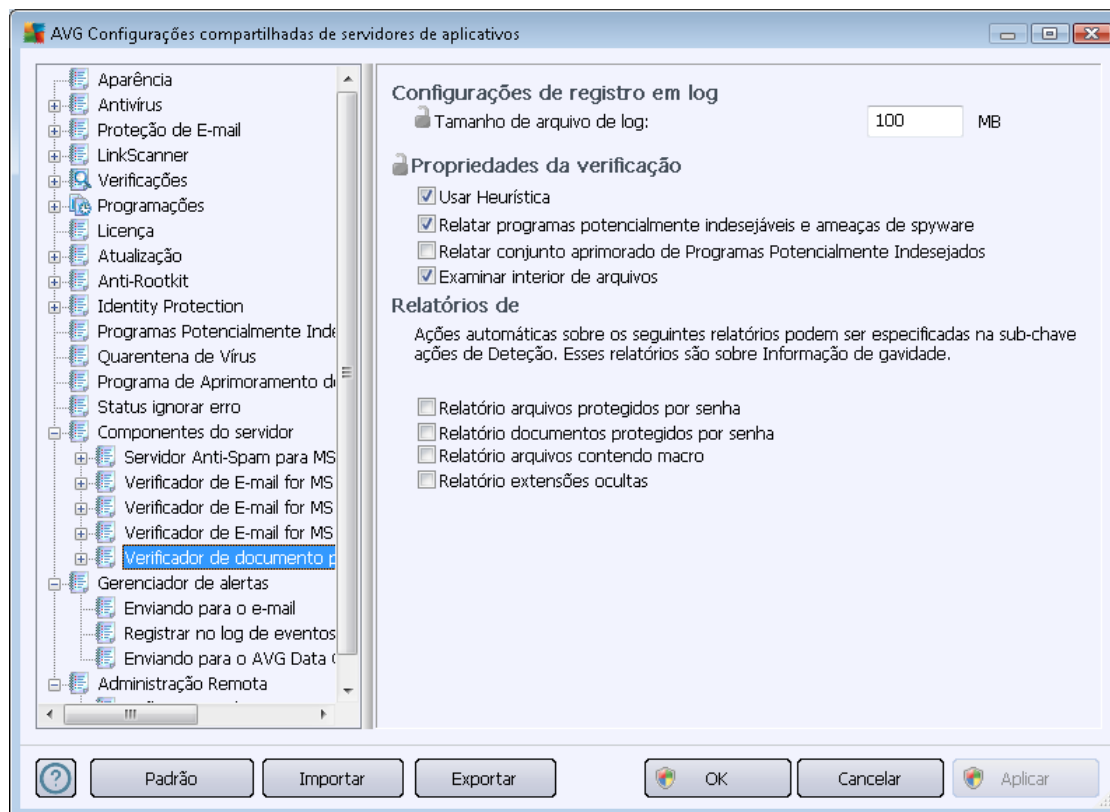 AVG Configurações compartilhadas de servidores de aplicativos
Aparência
Antivírus
Proteção de E-mail
LinkScanner
Verificações
Programações
Licença
Atualização
Anti-Rootkit
Identity Protection
Programas Potencialmente Inde
Quarentena de Vírus
Programa de Aprimoramento d
Status ignorar erro
Componentes do servidor
Servidor Anti-Spam para MS
Verificador de E-mail for MS
Verificador de E-mail for MS
Verificador de E-mail for MS
Verificador de documento p
Gerenciador de alertas
Enviando para o e-mail
Registrar no log de eventos
Enviando para o AVG Data
Administração Remota
Configurações de registro em log
Tamanho de arquivo de log: 100 MB
Propriedades da verificação
Usar Heurística
Relatar programas potencialmente indesejáveis e ameaças de spyware
Relatar conjunto aprimorado de Programas Potencialmente Indesejados
Examinar interior de arquivos
Relatórios de
Ações automáticas sobre os seguintes relatórios podem ser especificadas na sub-chave
ações de Deteção. Esses relatórios são sobre Informação de gavidade.
Relatório arquivos protegidos por senha
Relatório documentos protegidos por senha
Relatório arquivos contendo macro
Relatório extensões ocultas
Padrão Importar Exportar OK Cancelar Aplicar